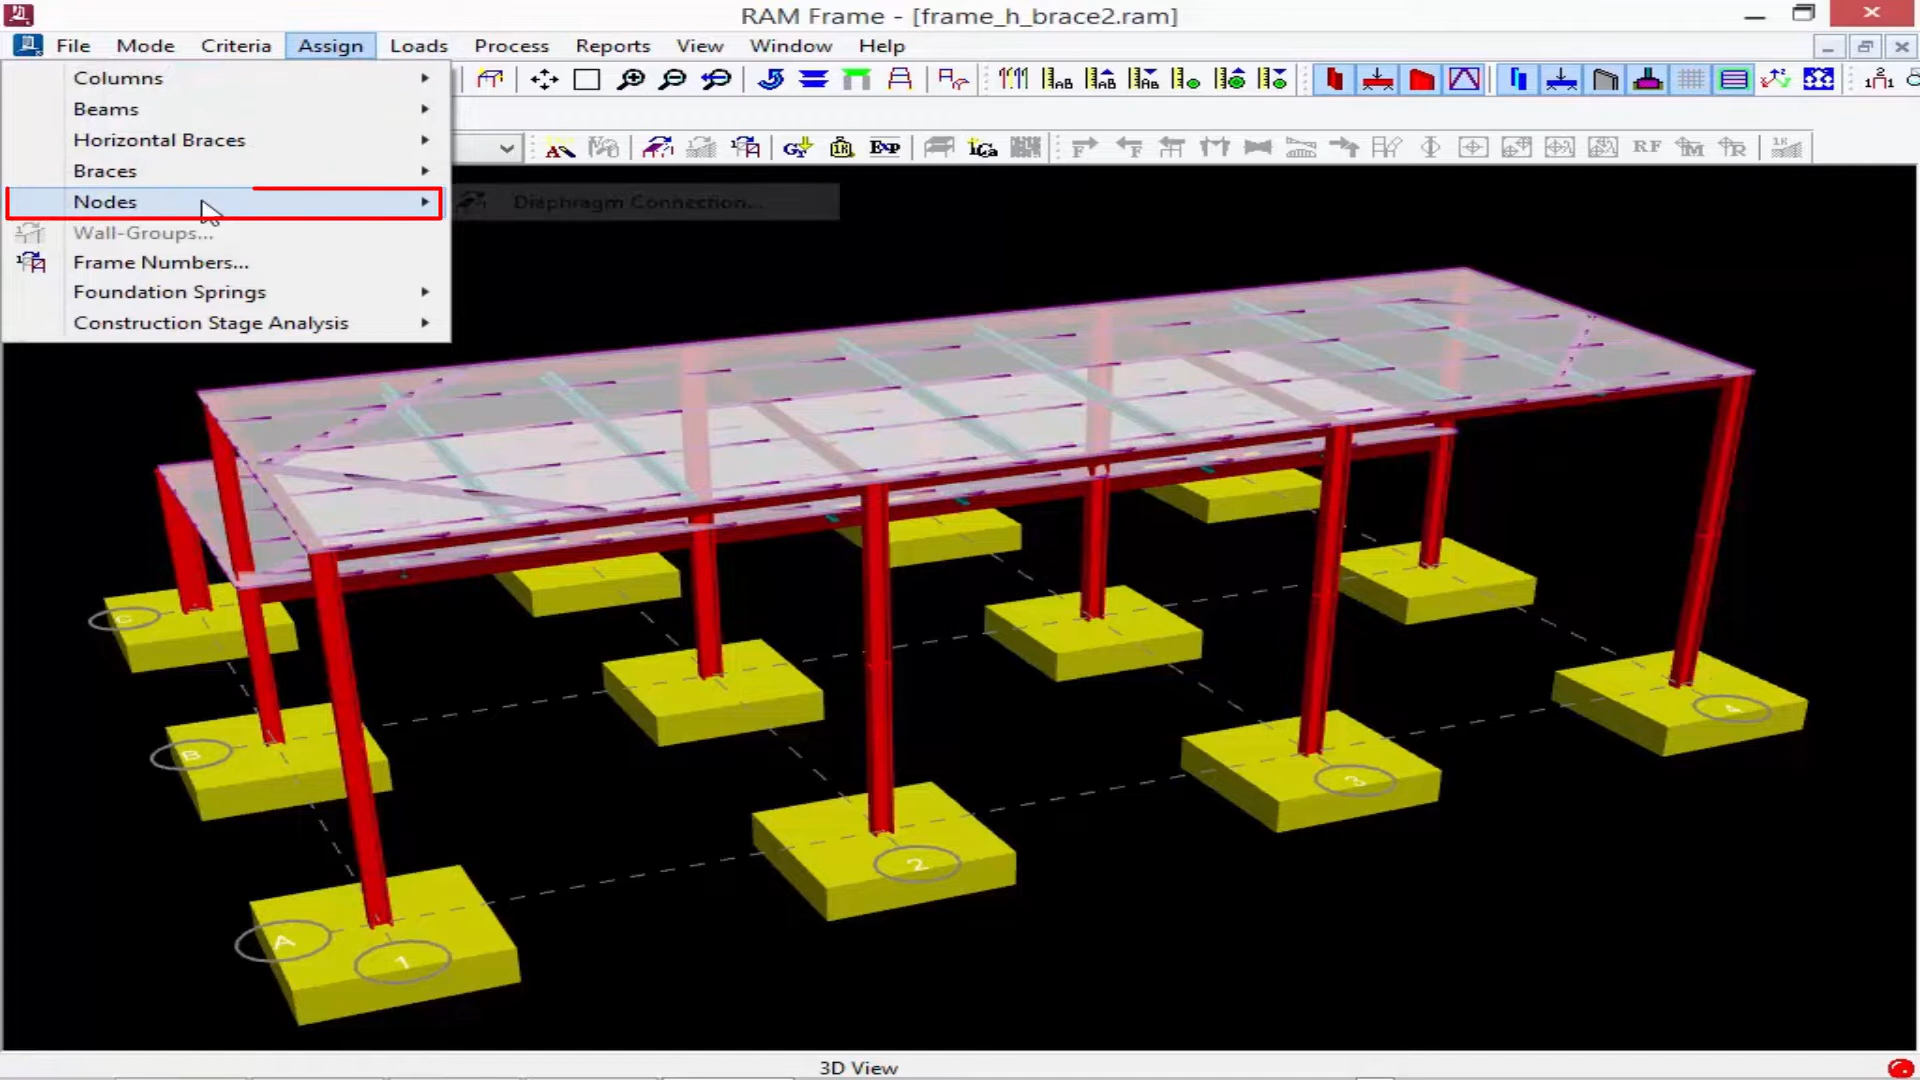 RAM Frame - [frame_h_brace2.ram]
File Mode Criteria Assign Loads Process Reports View Window Help
Columns
Beams
Horizontal Braces
Braces
Nodes
Diaphragm Connection...
Wall-Groups...
Frame Numbers...
Foundation Springs
Construction Stage Analysis
EXP
RF
C
B
A
1
2
3
4
3D View